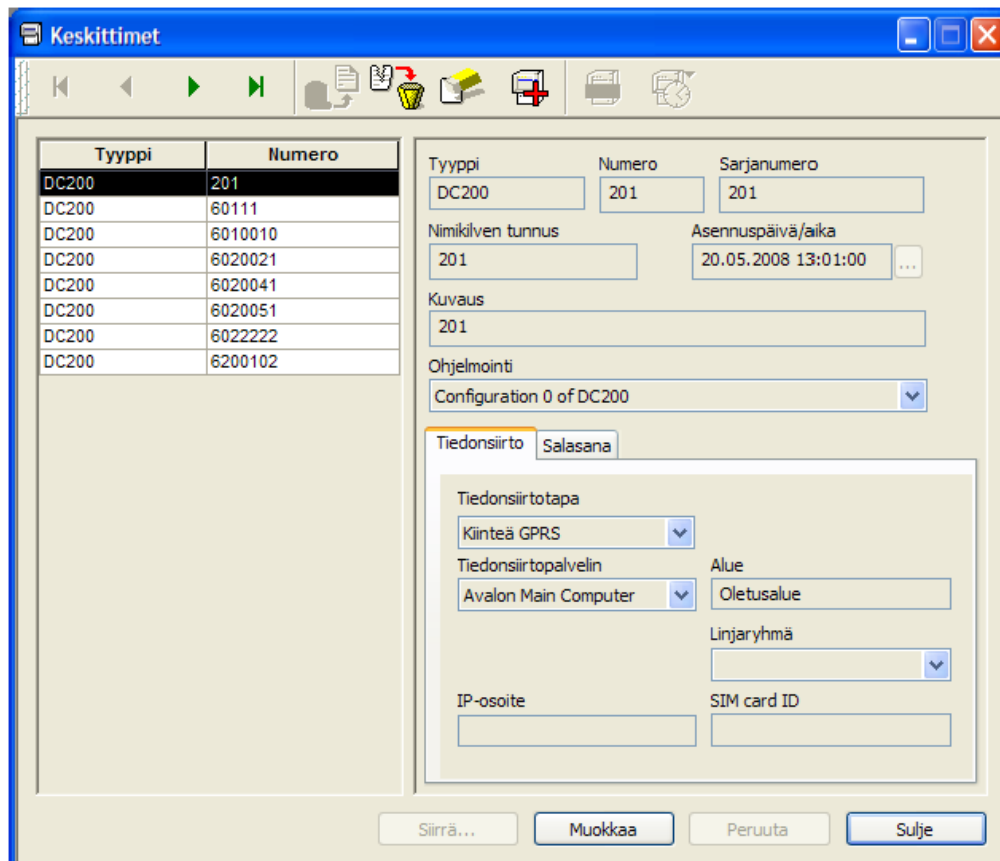 Keskittimet
Tyyppi Numero
DC200 201
DC200 60111
DC200 6010010
DC200 6020021
DC200 6020041
DC200 6020051
DC200 6022222
DC200 6200102
Tyyppi Numero Sarjanumero
DC200 201 201
Nimikilven tunnus Asennuspäivä/aika
201 20.05.2008 13:01:00 ...
Kuvaus
201
Ohjelmointi
Configuration 0 of DC200
Tiedonsiirto Salasana
Tiedonsiirtotapa
Kiinteä GPRS
Tiedonsiirtopalvelin Alue
Avalon Main Computer Oletusalue
Linjaryhmä
IP-osoite SIM card ID
Siirrä... Muokkaa Peruuta Sulje